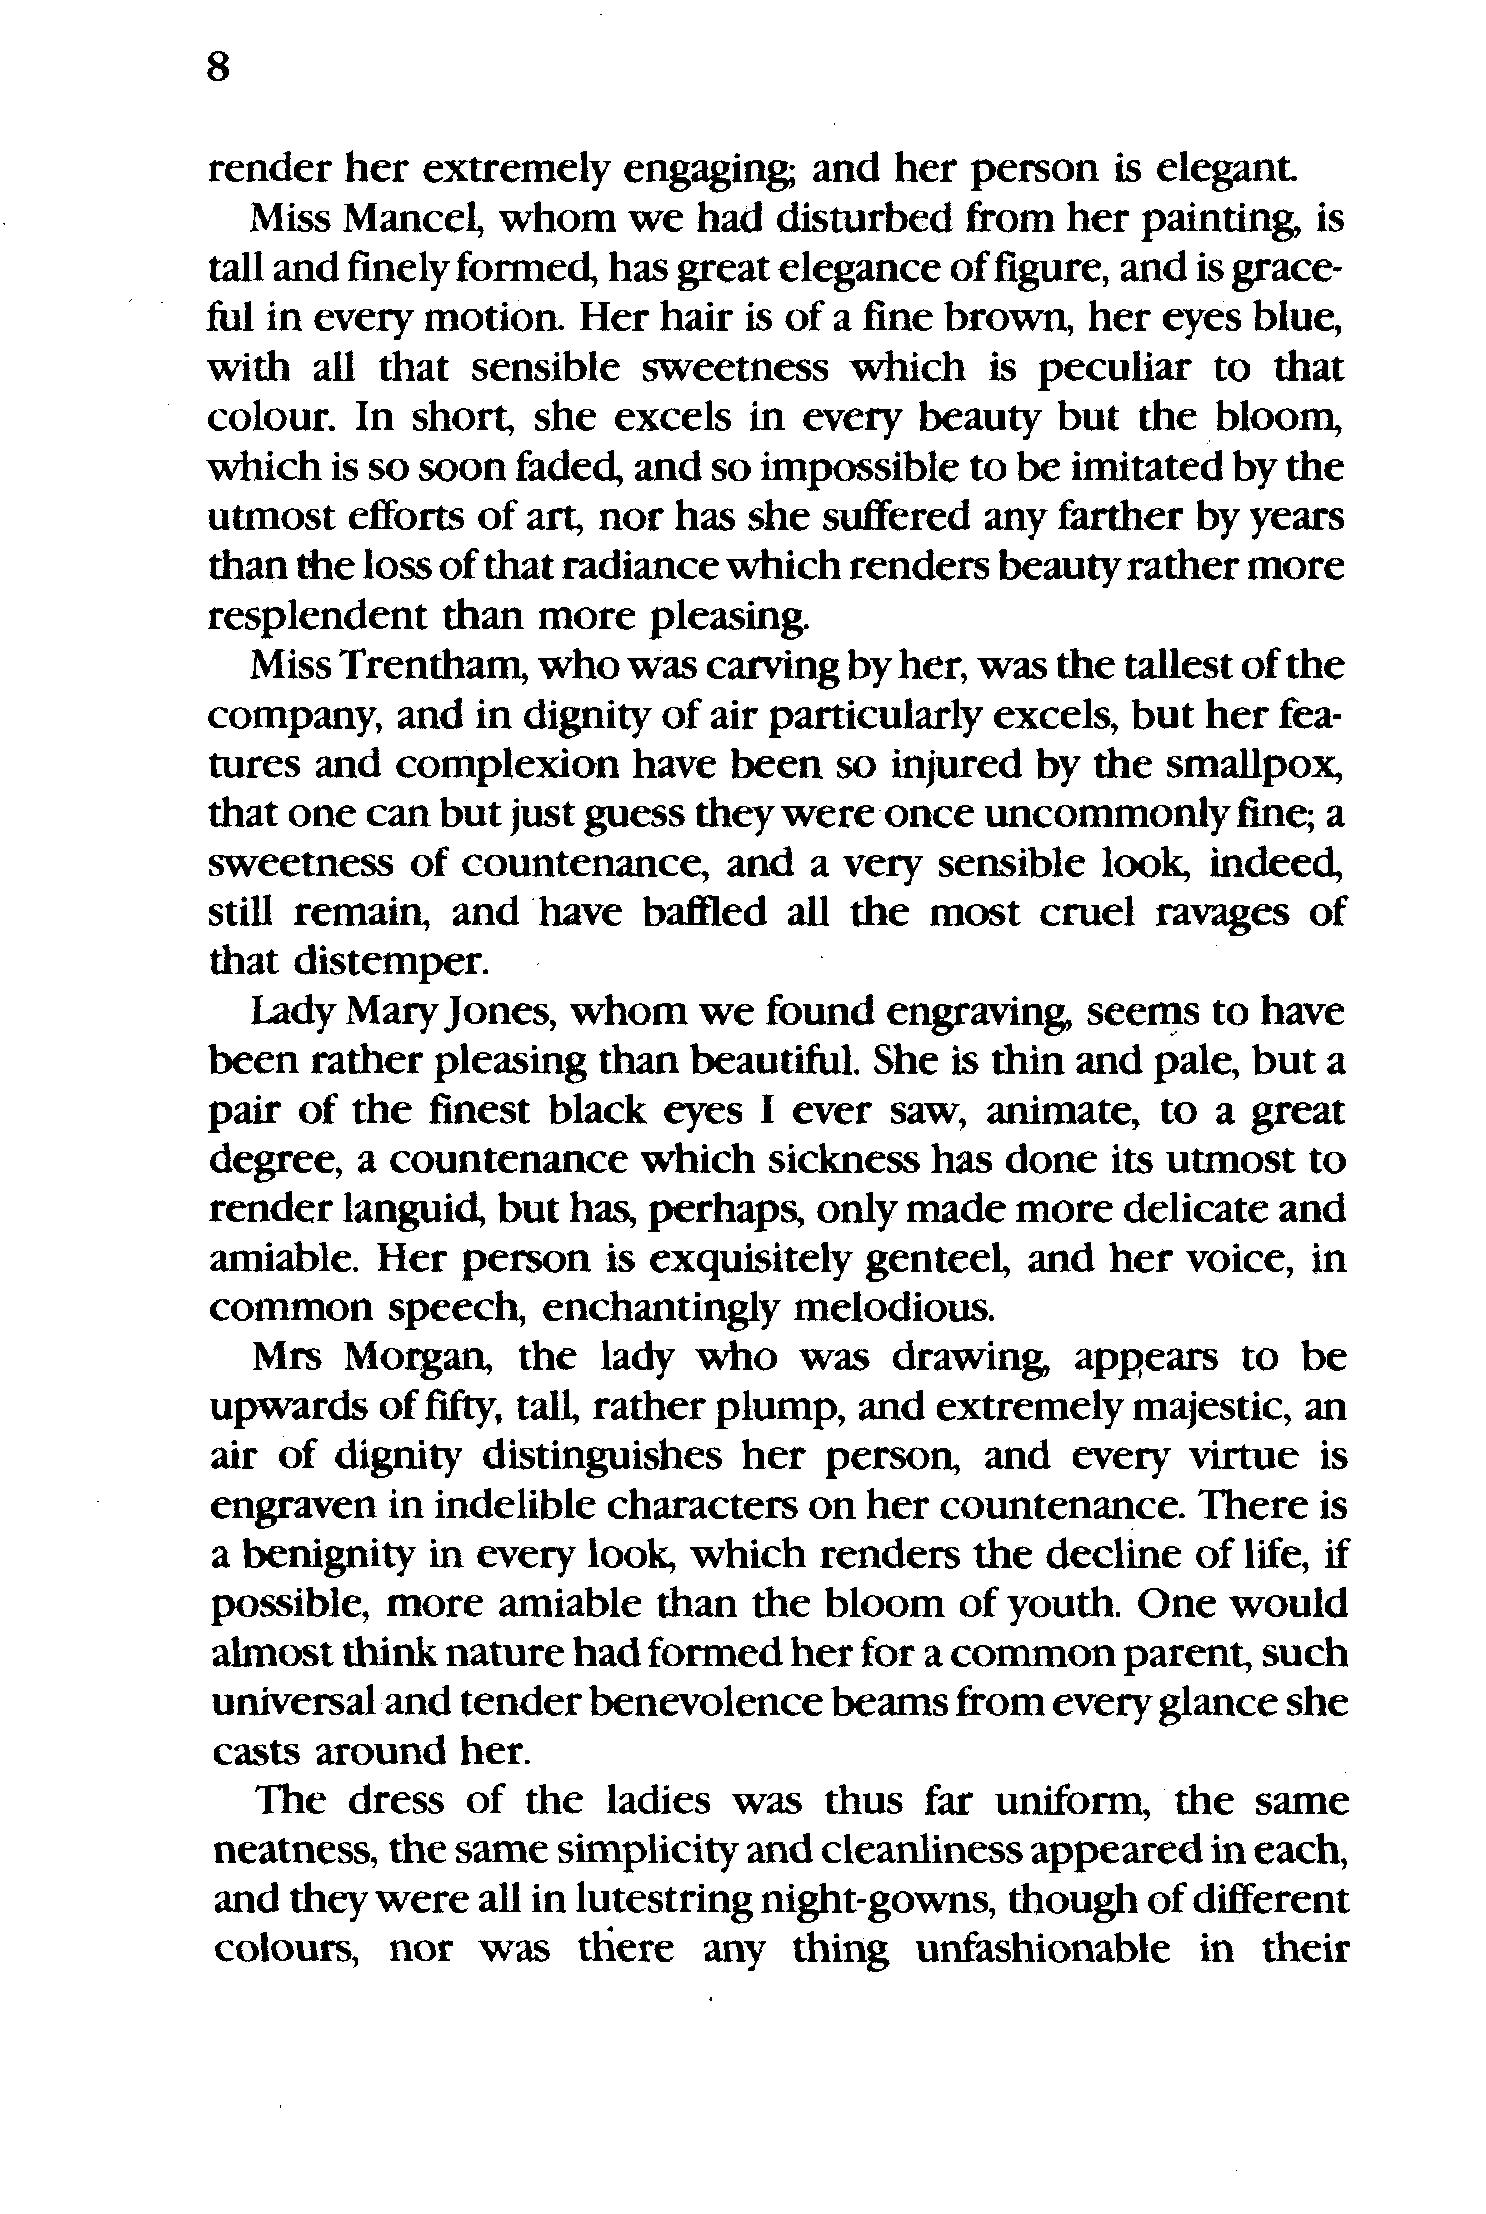 8
render her extremely engaging; and her person is elegant.
Miss Mancel, whom we had disturbed from her painting, is
tall and finely formed, has great elegance of figure, and is grace-
ful in every motion. Her hair is of a fine brown, her eyes blue,
with all that sensible sweetness which is peculiar to that
colour. In short, she excels in every beauty but the bloom,
which is so soon faded, and so impossible to be imitated by the
utmost efforts of art, nor has she suffered any farther by years
than the loss of that radiance which renders beauty rather more
resplendent than more pleasing.
Miss Trentham, who was carving by her, was the tallest of the
company, and in dignity of air particularly excels, but her fea-
tures and complexion have been so injured by the smallpox,
that one can but just guess they were once uncommonly fine; a
sweetness of countenance, and a very sensible look, indeed,
still remain, and have baffled all the most cruel ravages of
that distemper.
Lady Mary Jones, whom we found engraving, seems to have
been rather pleasing than beautiful. She is thin and pale, but a
pair of the finest black eyes I ever saw, animate, to a great
degree, a countenance which sickness has done its utmost to
render languid, but has, perhaps, only made more delicate and
amiable. Her person is exquisitely genteel, and her voice, in
common speech, enchantingly melodious.
Mrs Morgan, the lady who was drawing, appears to be
upwards of fifty, tall, rather plump, and extremely majestic, an
air of dignity distinguishes her person, and every virtue is
engraven in indelible characters on her countenance. There is
a benignity in every look, which renders the decline of life, if
possible, more amiable than the bloom of youth. One would
almost think nature had formed her for a common parent, such
universal and tender benevolence beams from every glance she
casts around her.
The dress of the ladies was thus far uniform, the same
neatness, the same simplicity and cleanliness appeared in each,
and they were all in lutestring night-gowns, though of different
colours, nor was there any thing unfashionable in their